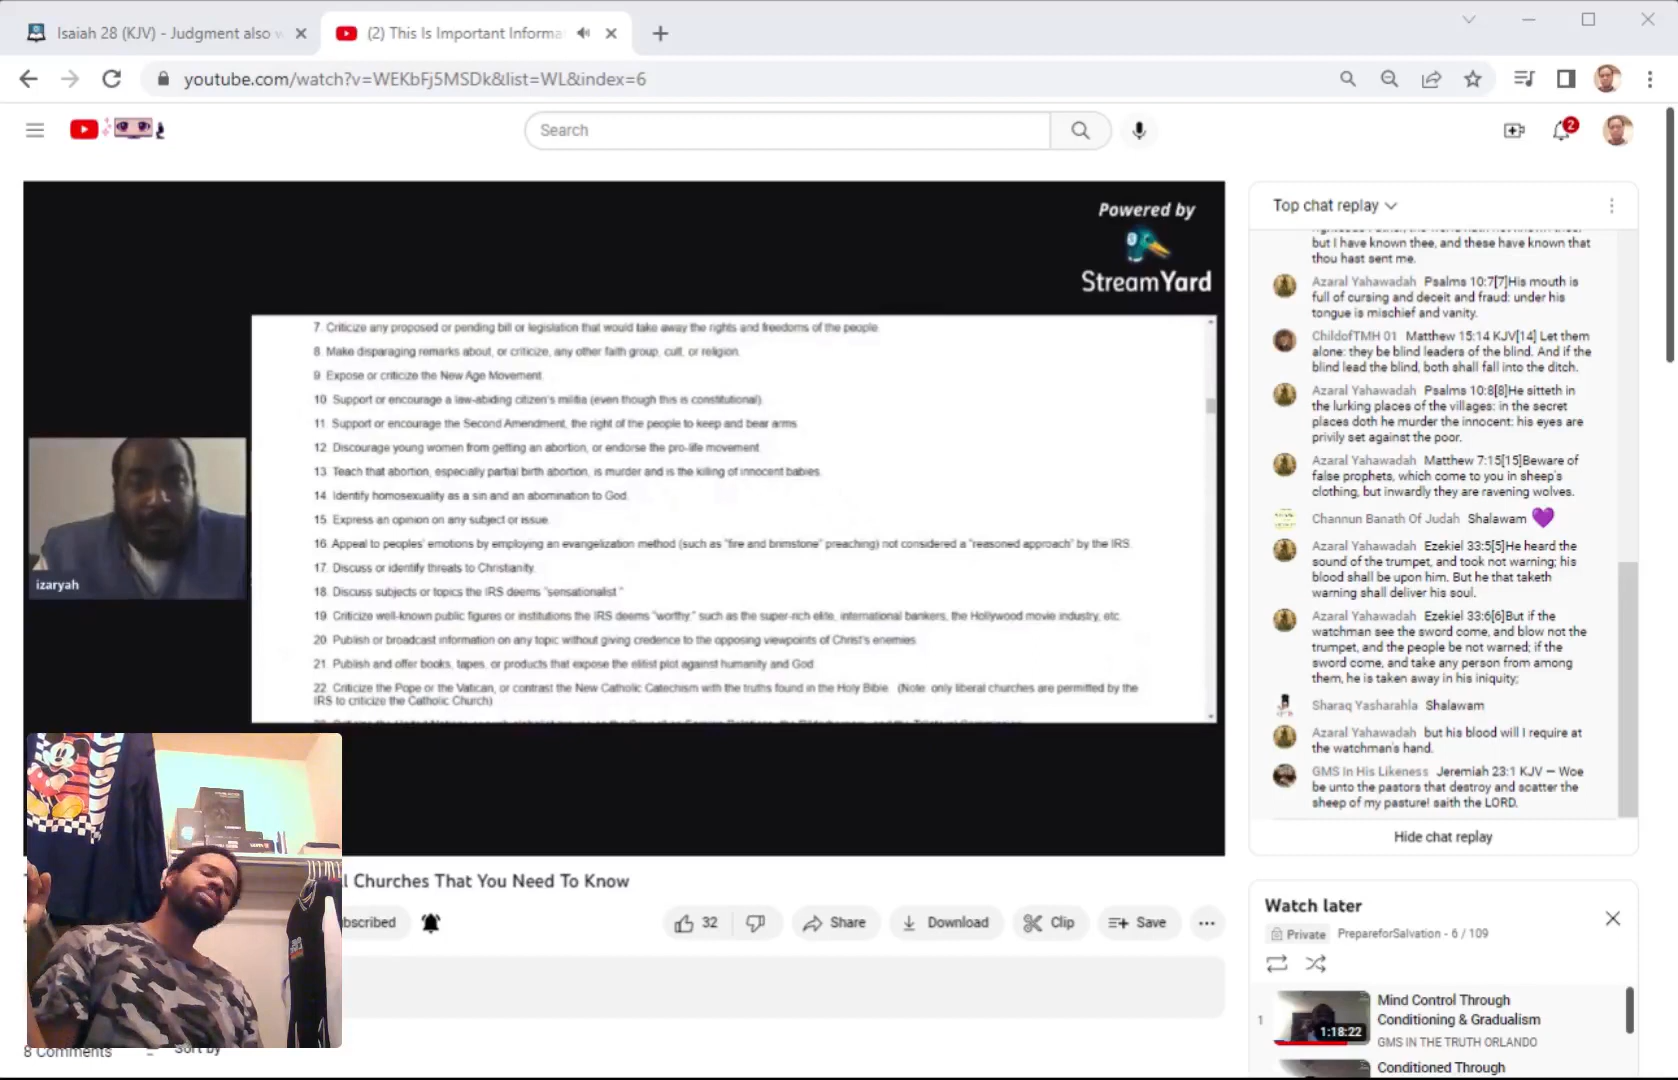 Isaiah 28 (KJV) - Judgment also w
(2) This Is Important Informa
youtube.com/watch?v=WEKbFj5MSDk&list=WL&index=6
Search
2
Powered by
StreamYard
7. Criticize any proposed or pending bill or legislation that would take away the rights and freedoms of the people.
8. Make disparaging remarks about, or criticize, any other faith group, cult, or religion.
9. Expose or criticize the New Age Movement.
10. Support or encourage a law-abiding citizen's militia (even though this is constitutional).
11. Support or encourage the Second Amendment, the right of the people to keep and bear arms.
12. Discourage young women from getting an abortion, or endorse the pro-life movement.
13. Teach that abortion, especially partial birth abortion, is murder and is the killing of innocent babies.
14. Identify homosexuality as a sin and an abomination to God.
15. Express an opinion on any subject or issue.
16. Appeal to peoples' emotions by employing an evangelization method (such as "fire and brimstone" preaching) not considered a "reasoned approach" by the IRS.
17. Discuss or identify threats to Christianity.
18. Discuss subjects or topics the IRS deems "sensationalist."
19. Criticize well-known public figures or institutions the IRS deems "worthy," such as the super-rich elite, international bankers, the Hollywood movie industry, etc.
20. Publish or broadcast information on any topic without giving credence to the opposing viewpoints of Christ's enemies.
21. Publish and offer books, tapes, or products that expose the elitist plot against humanity and God.
22. Criticize the Pope or the Vatican, or contrast the New Catholic Catechism with the truths found in the Holy Bible. (Note: only liberal churches are permitted by the
IRS to criticize the Catholic Church)
izaryah
l Churches That You Need To Know
bscribed
32
Share
Download
Clip
Save
8 Comments
Sort by
Top chat replay
but I have known thee, and these have known that
thou hast sent me.
Azaral Yahawadah Psalms 10:7[7]His mouth is
full of cursing and deceit and fraud: under his
tongue is mischief and vanity.
ChildofTMH 01 Matthew 15:14 KJV[14] Let them
alone: they be blind leaders of the blind. And if the
blind lead the blind, both shall fall into the ditch.
Azaral Yahawadah Psalms 10:8[8]He sitteth in
the lurking places of the villages: in the secret
places doth he murder the innocent: his eyes are
privily set against the poor.
Azaral Yahawadah Matthew 7:15[15]Beware of
false prophets, which come to you in sheep's
clothing, but inwardly they are ravening wolves.
Channun Banath Of Judah Shalawam 💜
Azaral Yahawadah Ezekiel 33:5[5]He heard the
sound of the trumpet, and took not warning; his
blood shall be upon him. But he that taketh
warning shall deliver his soul.
Azaral Yahawadah Ezekiel 33:6[6]But if the
watchman see the sword come, and blow not the
trumpet, and the people be not warned; if the
sword come, and take any person from among
them, he is taken away in his iniquity;
Sharaq Yasharahla Shalawam
Azaral Yahawadah but his blood will I require at
the watchman's hand.
GMS In His Likeness Jeremiah 23:1 KJV — Woe
be unto the pastors that destroy and scatter the
sheep of my pasture! saith the LORD.
Hide chat replay
Watch later
Private PrepareforSalvation - 6 / 109
1
1:18:22
Mind Control Through
Conditioning & Gradualism
GMS IN THE TRUTH ORLANDO
Conditioned Through